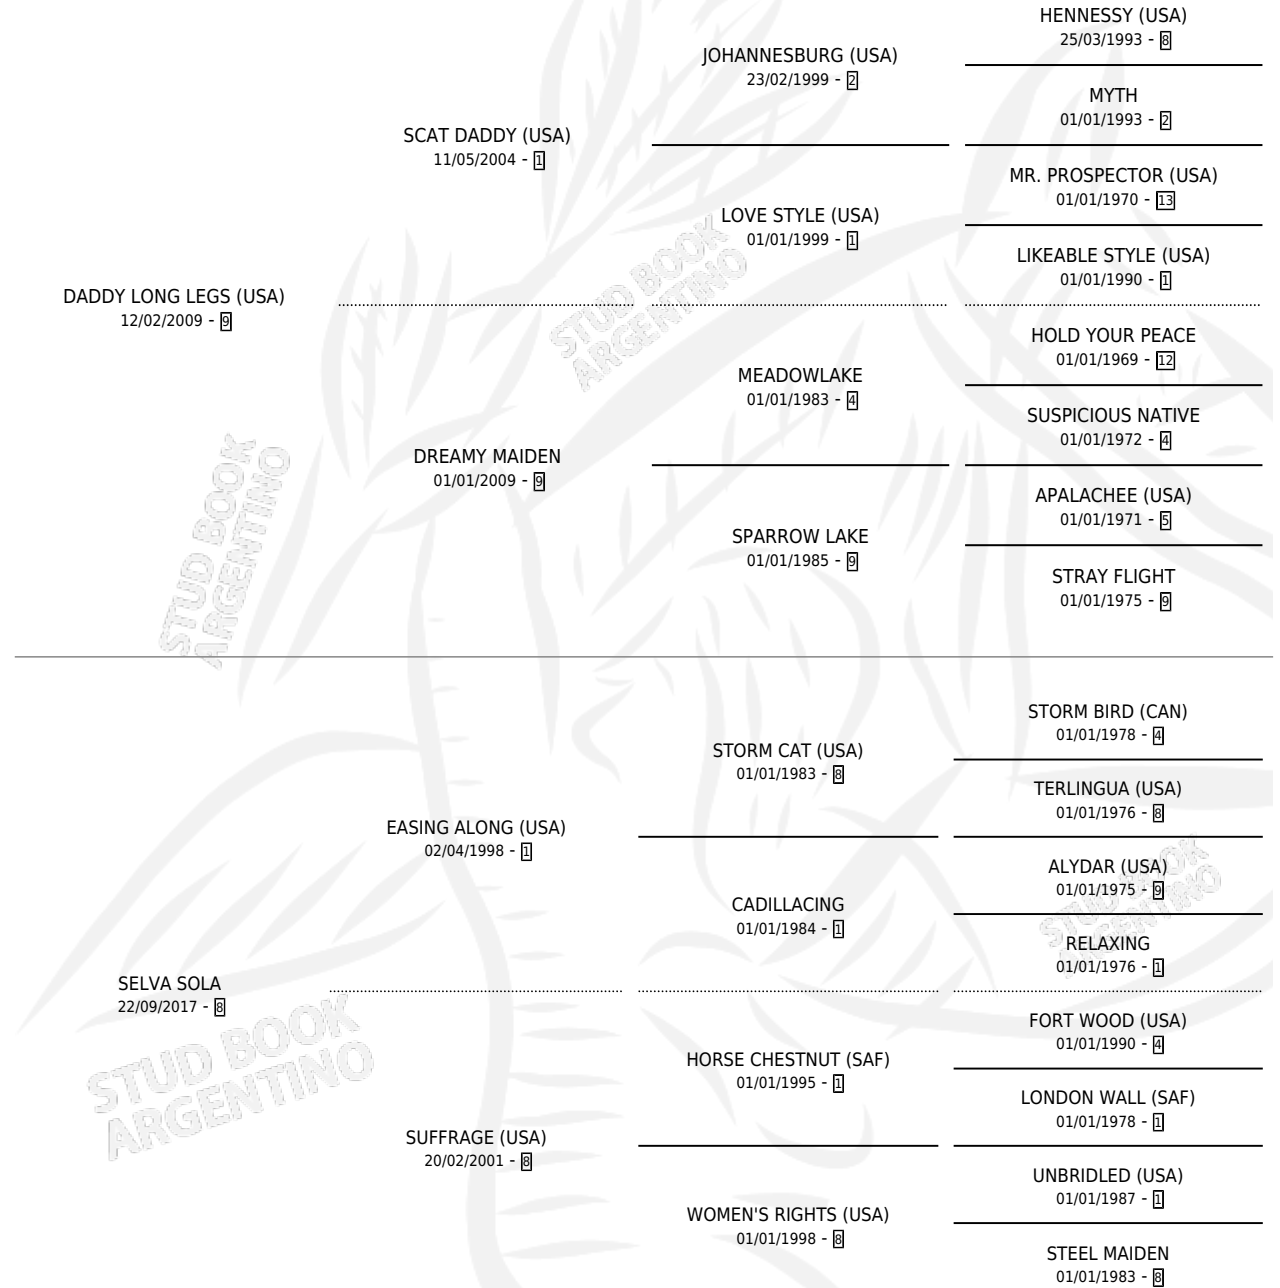 HENNESSY (USA)
25/03/1993 - 8
JOHANNESBURG (USA)
23/02/1999 - 2
MYTH
01/01/1993 - 2
SCAT DADDY (USA)
11/05/2004 - 1
MR. PROSPECTOR (USA)
01/01/1970 - 13
LOVE STYLE (USA)
01/01/1999 - 1
LIKEABLE STYLE (USA)
01/01/1990 - 1
DADDY LONG LEGS (USA)
12/02/2009 - 9
STUD BOOK
ARGENTINO
HOLD YOUR PEACE
01/01/1969 - 12
MEADOWLAKE
01/01/1983 - 4
SUSPICIOUS NATIVE
01/01/1972 - 4
DREAMY MAIDEN
01/01/2009 - 9
APALACHEE (USA)
01/01/1971 - 5
SPARROW LAKE
01/01/1985 - 9
STRAY FLIGHT
01/01/1975 - 9
STUD BOOK
ARGENTINO
STORM BIRD (CAN)
01/01/1978 - 4
STORM CAT (USA)
01/01/1983 - 8
TERLINGUA (USA)
01/01/1976 - 8
EASING ALONG (USA)
02/04/1998 - 1
ALYDAR (USA)
01/01/1975 - 9
CADILLACING
01/01/1984 - 1
RELAXING
01/01/1976 - 1
STUD BOOK
ARGENTINO
SELVA SOLA
22/09/2017 - 8
FORT WOOD (USA)
01/01/1990 - 4
HORSE CHESTNUT (SAF)
01/01/1995 - 1
LONDON WALL (SAF)
01/01/1978 - 1
STUD BOOK
ARGENTINO
SUFFRAGE (USA)
20/02/2001 - 8
UNBRIDLED (USA)
01/01/1987 - 1
WOMEN'S RIGHTS (USA)
01/01/1998 - 8
STEEL MAIDEN
01/01/1983 - 8